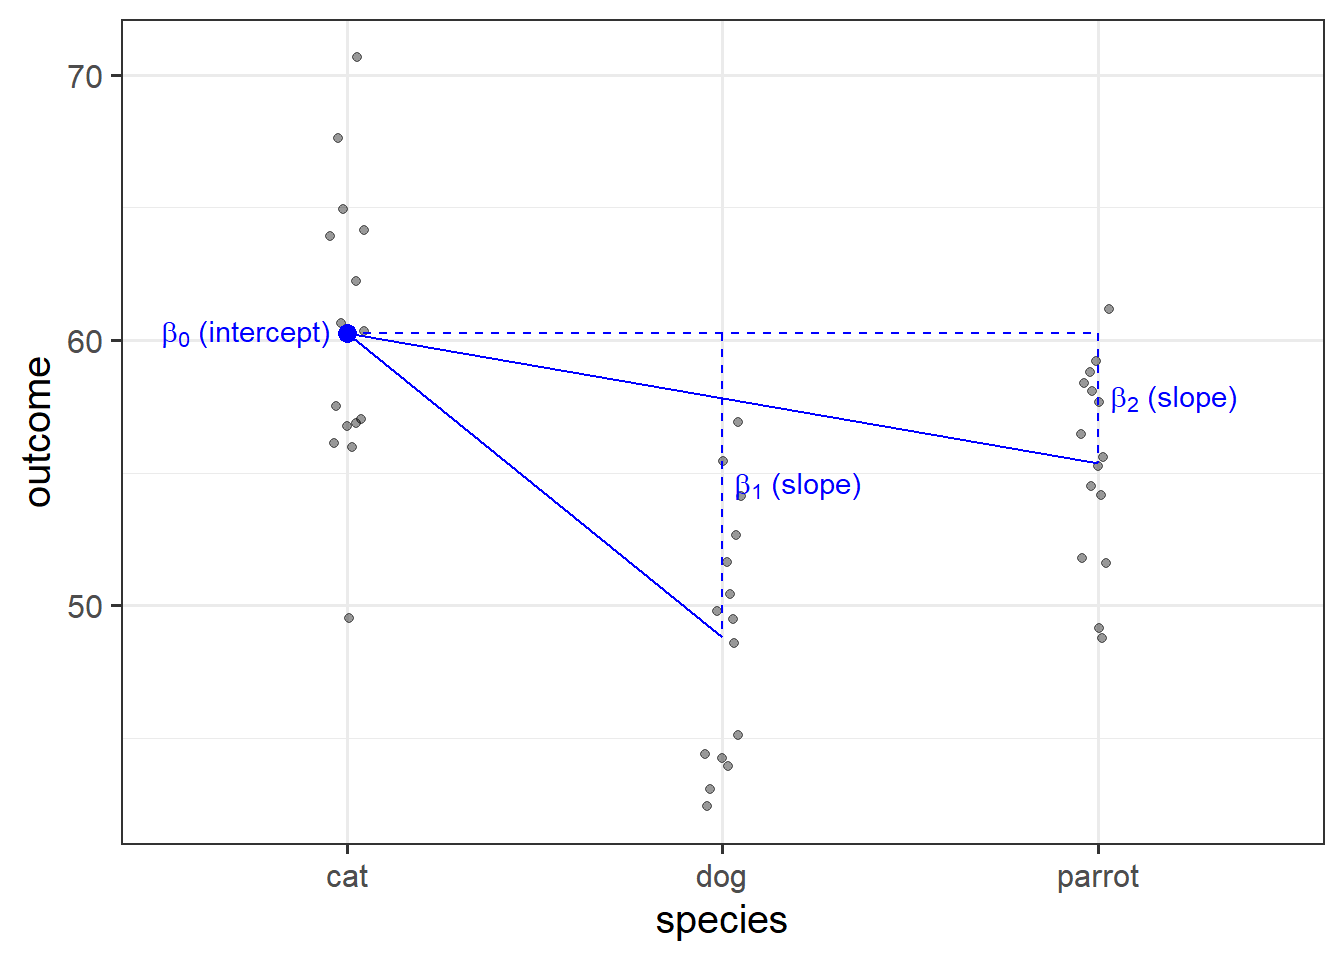 70
60
50
outcome
β0 (intercept)
β1 (slope)
β2 (slope)
cat
dog
parrot
species